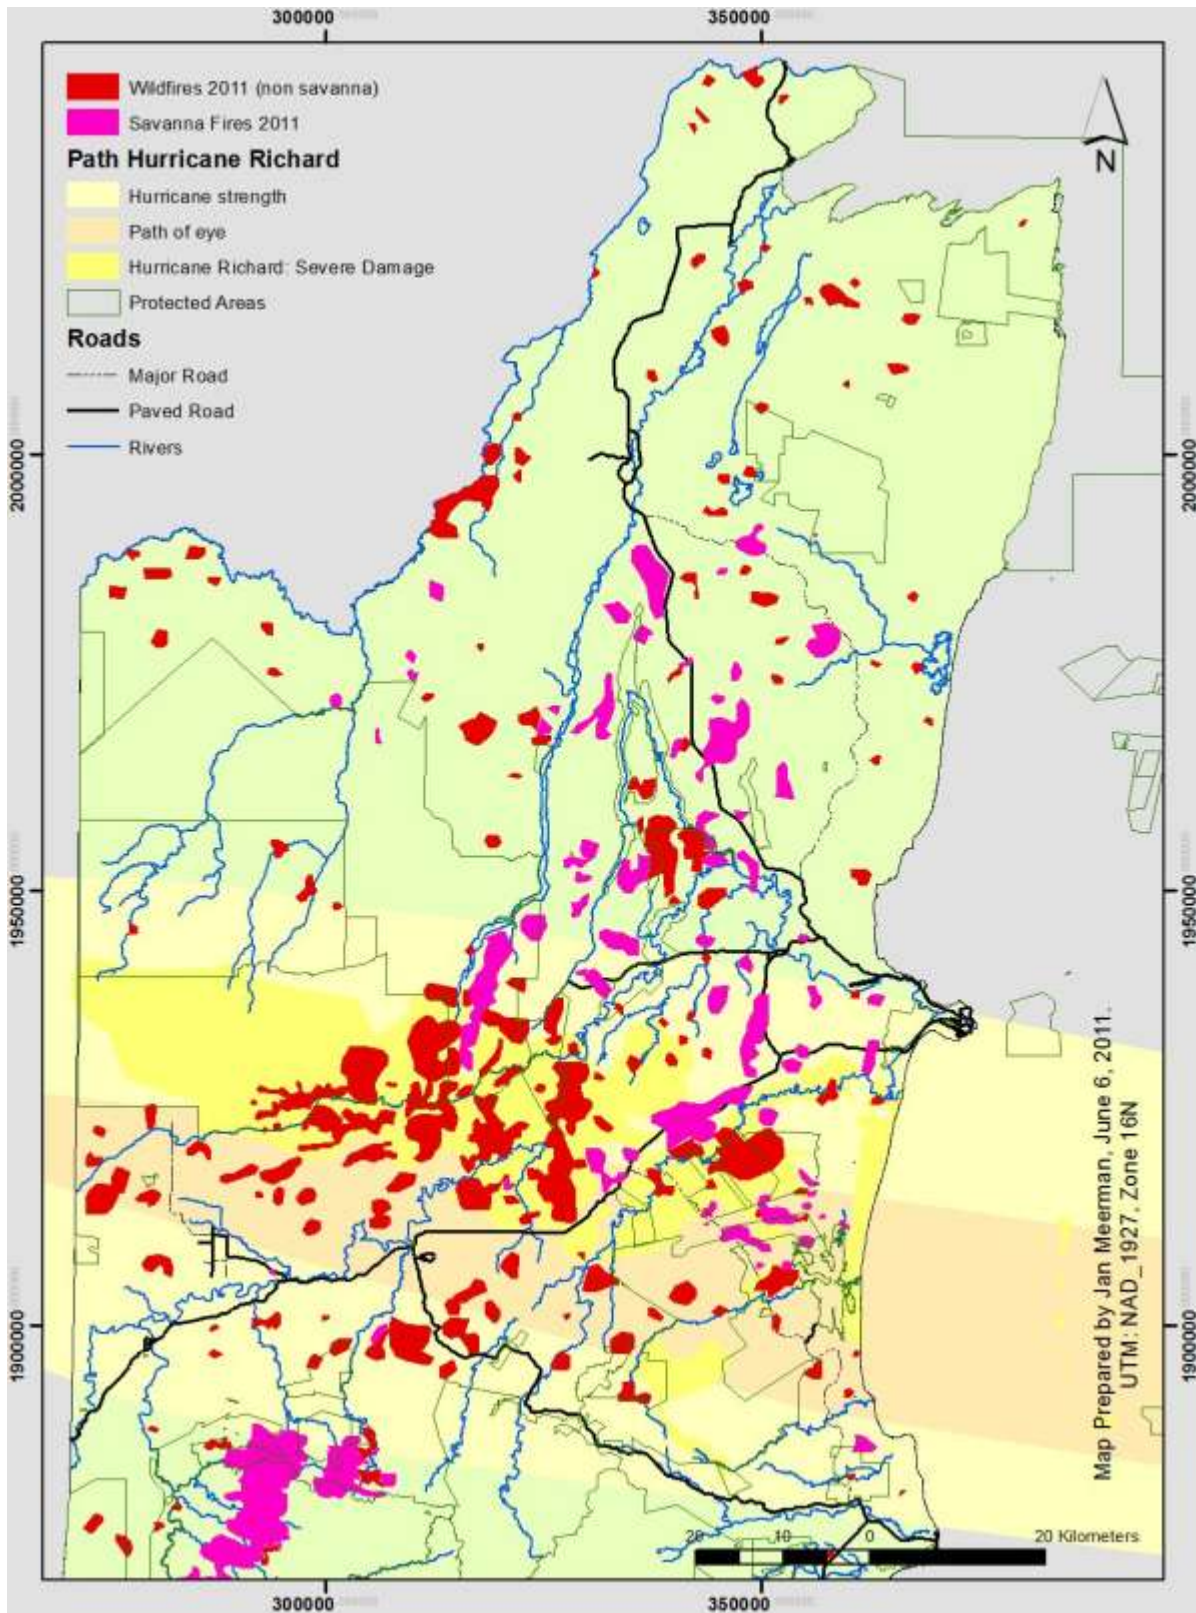 300000
350000
Wildfires 2011 (non savanna)
Savanna Fires 2011
Path Hurricane Richard
Hurricane strength
Path of eye
Hurricane Richard: Severe Damage
Protected Areas
Roads
Major Road
Paved Road
Rivers
N
2000000
2000000
1950000
1950000
1900000
1900000
Map Prepared by Jan Meerman, June 6, 2011.
UTM: NAD_1927, Zone 16N
20 10 0 20 Kilometers
300000
350000